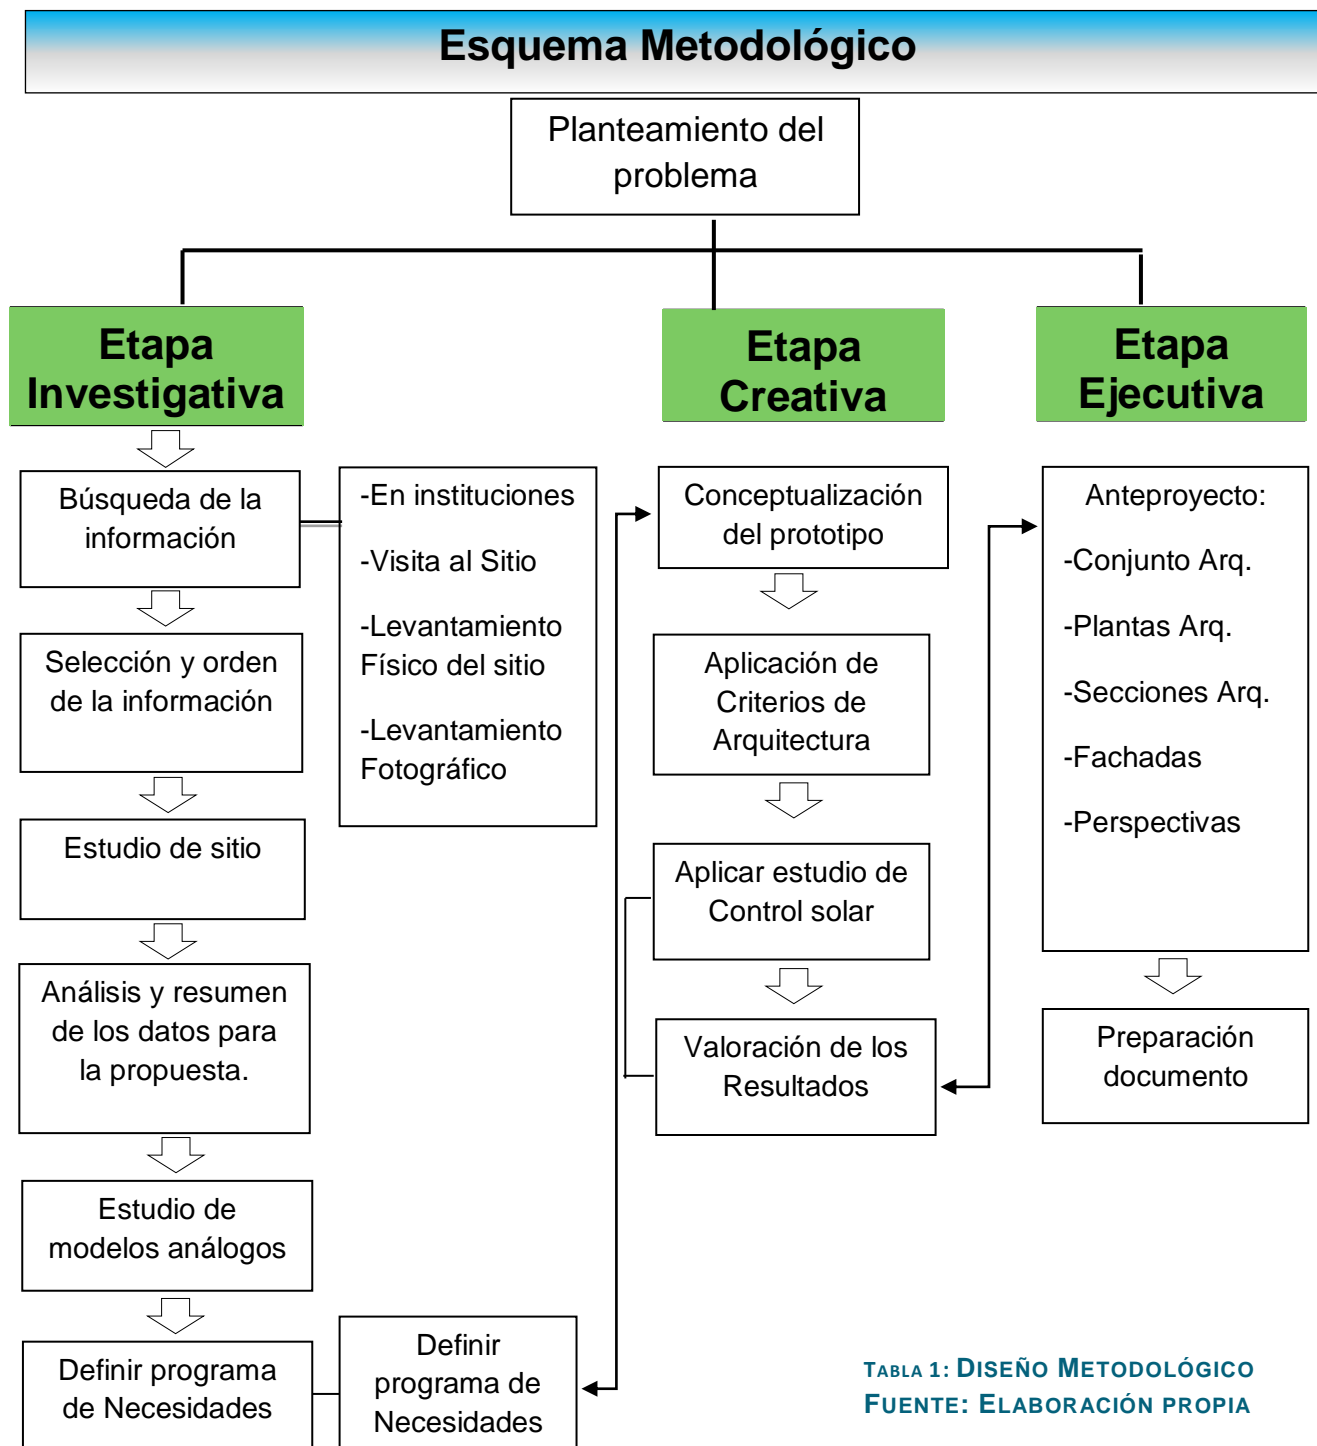 Esquema Metodológico
Planteamiento del
problema
Etapa
Investigativa
Búsqueda de la
información
-En instituciones
-Visita al Sitio
-Levantamiento
Físico del sitio
-Levantamiento
Fotográfico
Selección y orden
de la información
Estudio de sitio
Análisis y resumen
de los datos para
la propuesta.
Estudio de
modelos análogos
Definir programa
de Necesidades
Definir
programa de
Necesidades
Etapa
Creativa
Conceptualización
del prototipo
Aplicación de
Criterios de
Arquitectura
Aplicar estudio de
Control solar
Valoración de los
Resultados
Etapa
Ejecutiva
Anteproyecto:
-Conjunto Arq.
-Plantas Arq.
-Secciones Arq.
-Fachadas
-Perspectivas
Preparación
documento
TABLA 1: DISEÑO METODOLÓGICO
FUENTE: ELABORACIÓN PROPIA